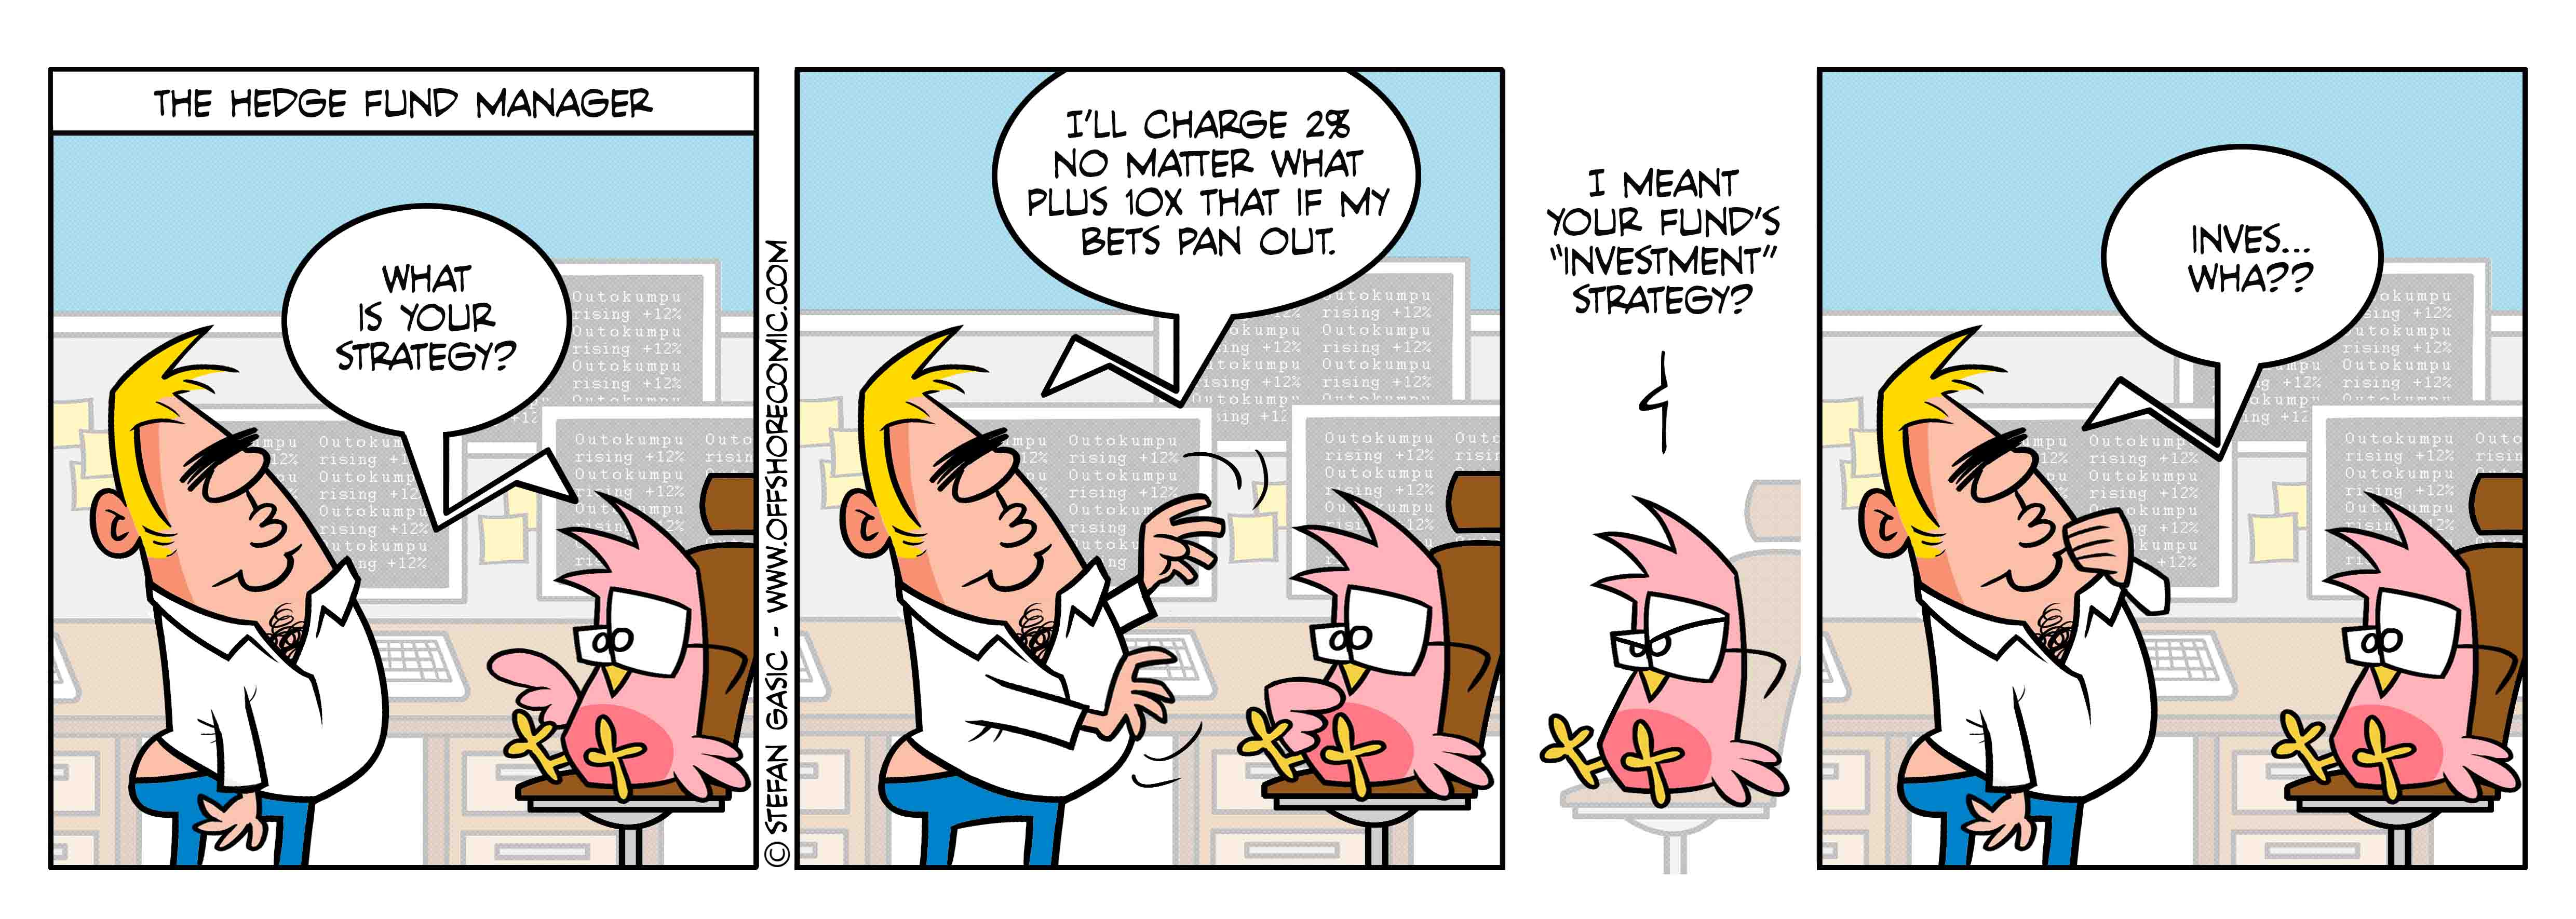 THE HEDGE FUND MANAGER
WHAT
IS YOUR
STRATEGY?
Outokumpu
rising +12%
Outokumpu
rising +12%
Outokumpu
rising +12%
© STEFAN GASIC - WWW.OFFSHORECOMIC.COM
I'LL CHARGE 2%
NO MATTER WHAT
PLUS 10X THAT IF MY
BETS PAN OUT.
I MEANT
YOUR FUND'S
"INVESTMENT"
STRATEGY?
INVES...
WHA??